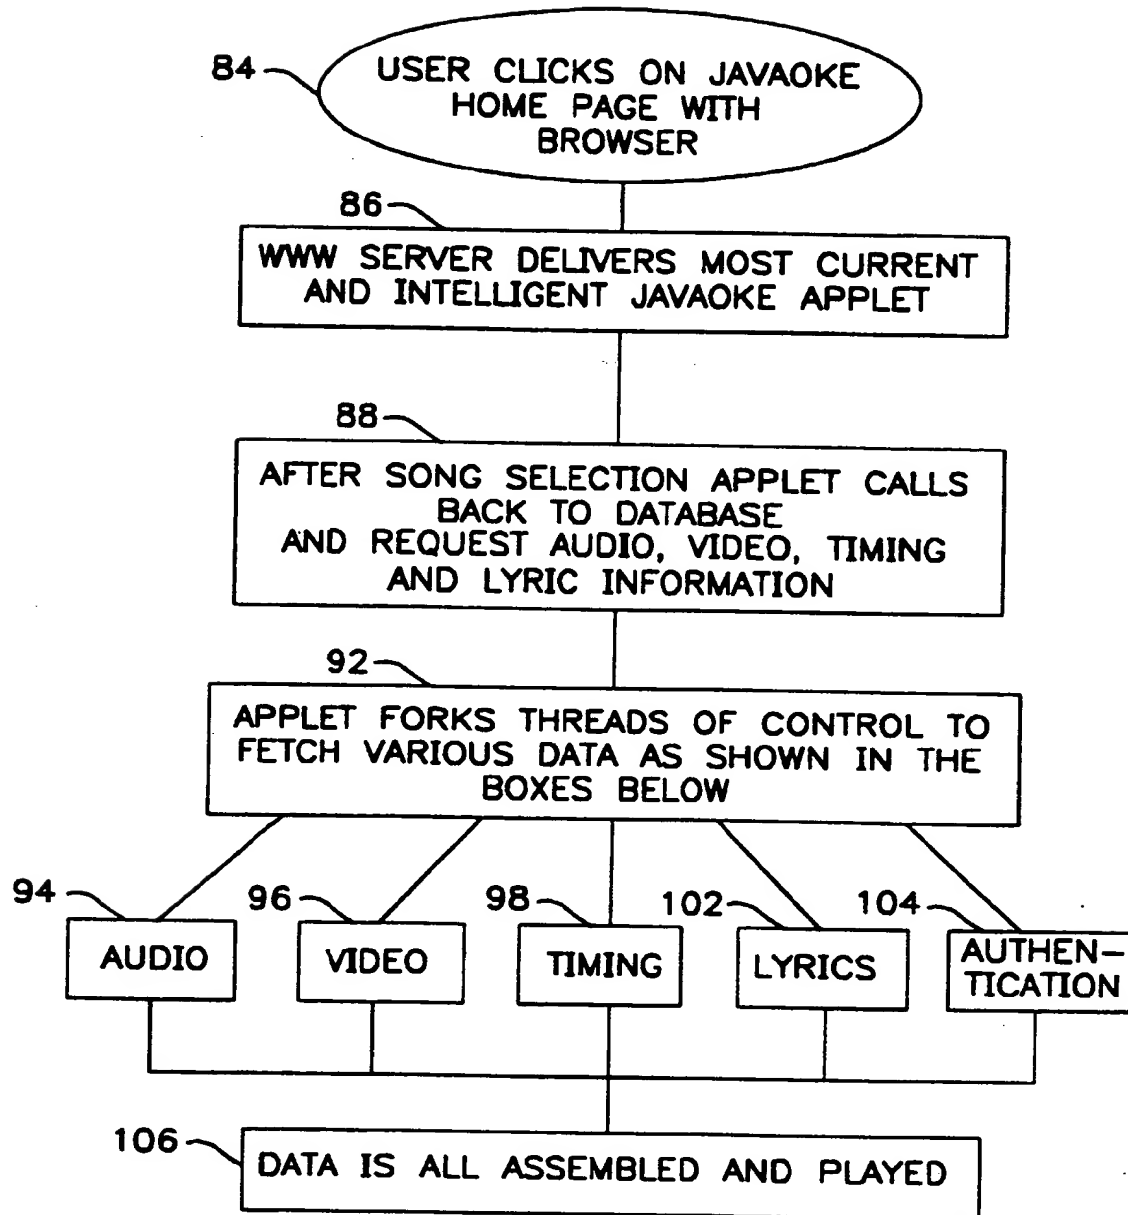 84
USER CLICKS ON JAVAOKE
HOME PAGE WITH
BROWSER
86
WWW SERVER DELIVERS MOST CURRENT
AND INTELLIGENT JAVAOKE APPLET
88
AFTER SONG SELECTION APPLET CALLS
BACK TO DATABASE
AND REQUEST AUDIO, VIDEO, TIMING
AND LYRIC INFORMATION
92
APPLET FORKS THREADS OF CONTROL TO
FETCH VARIOUS DATA AS SHOWN IN THE
BOXES BELOW
94
AUDIO
96
VIDEO
98
TIMING
102
LYRICS
104
AUTHEN-
TICATION
106
DATA IS ALL ASSEMBLED AND PLAYED